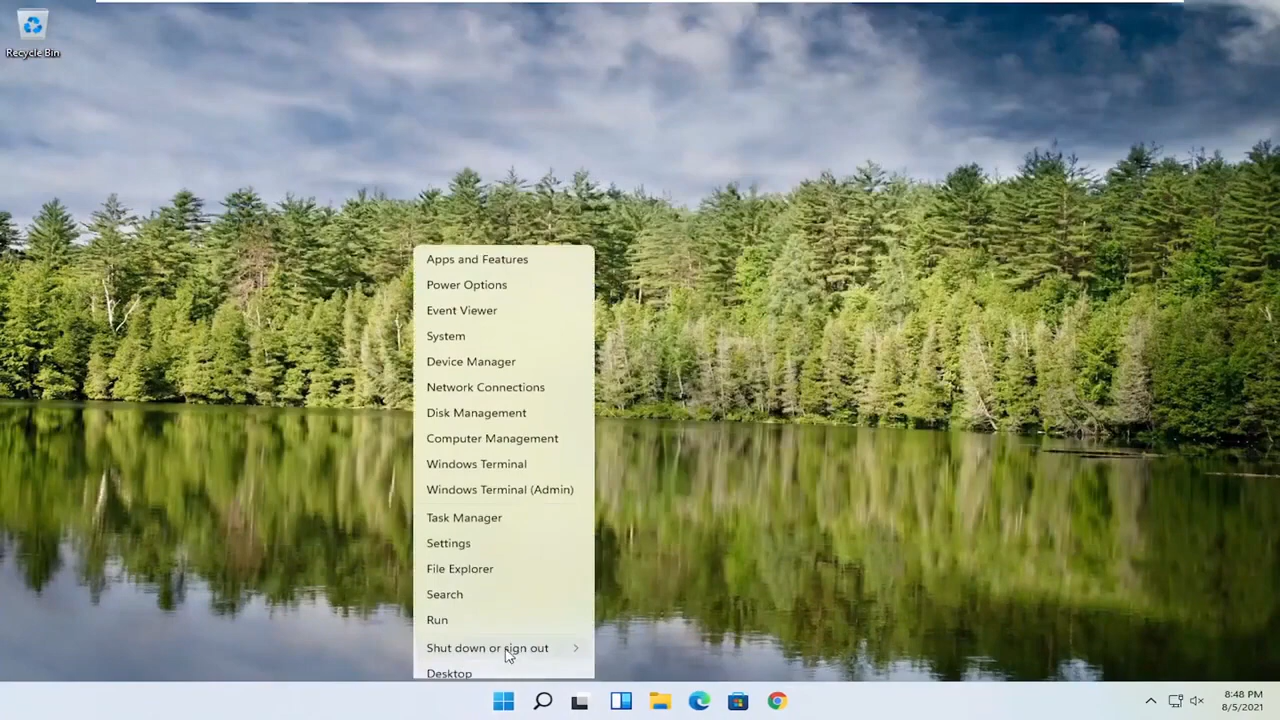 Recycle Bin
Apps and Features
Power Options
Event Viewer
System
Device Manager
Network Connections
Disk Management
Computer Management
Windows Terminal
Windows Terminal (Admin)
Task Manager
Settings
File Explorer
Search
Run
Shut down or sign out
Desktop
8:48 PM
8/5/2021